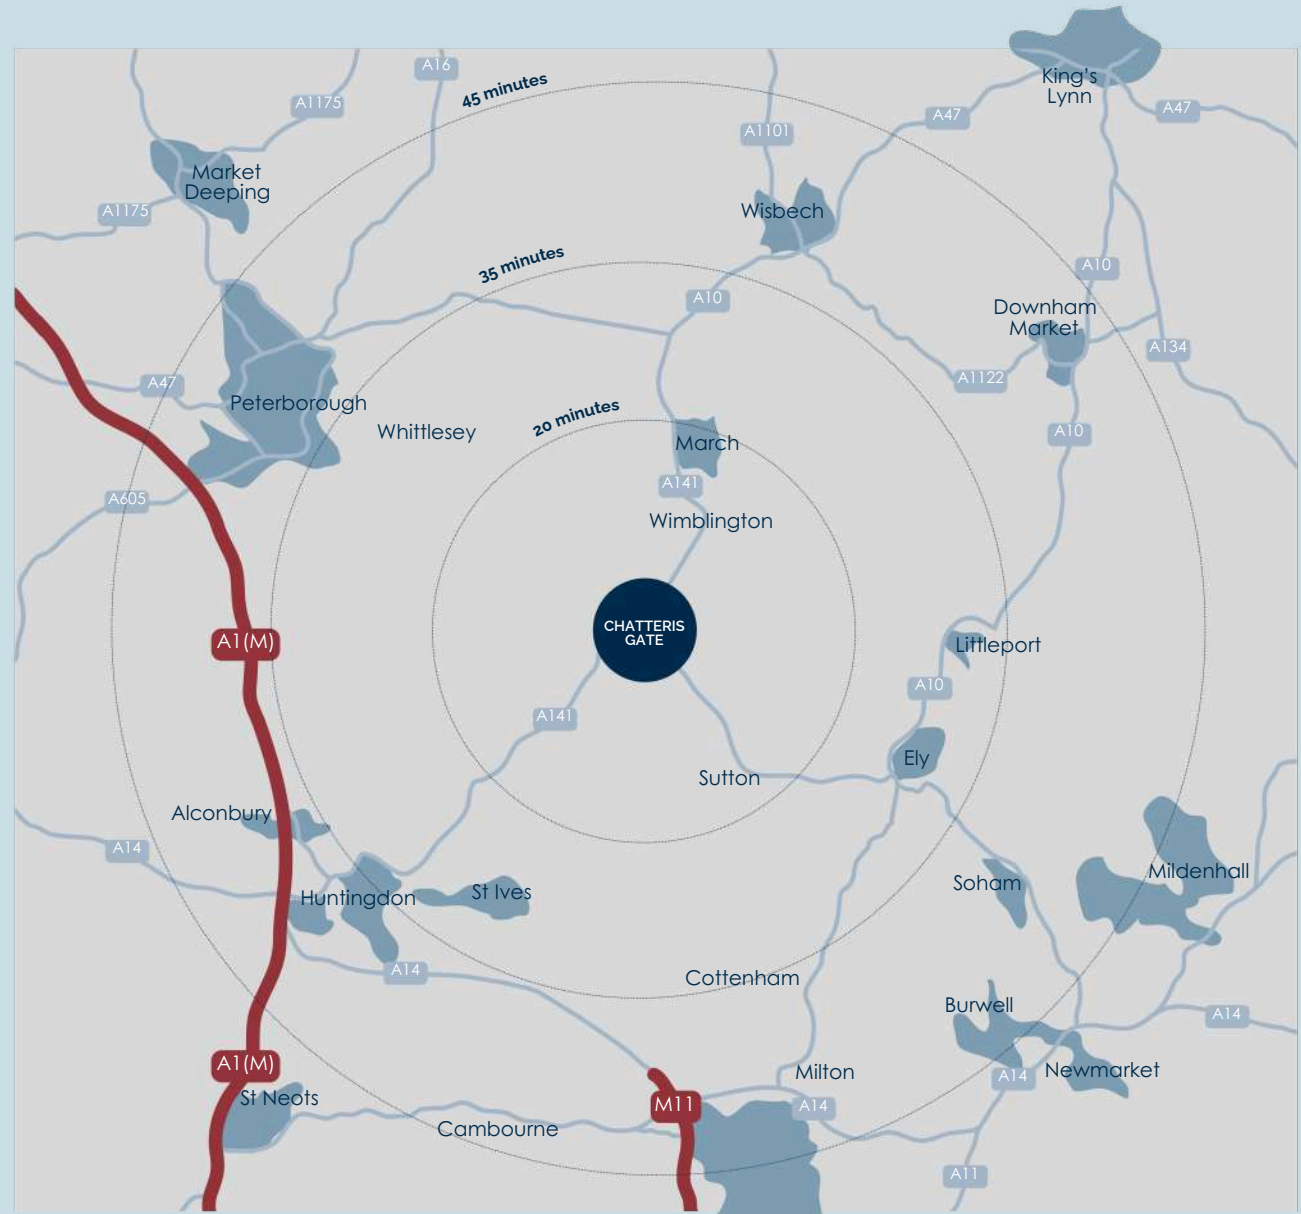 A16
45 minutes
King's
Lynn
A1175
A47
A47
A1101
Market
Deeping
A1175
Wisbech
35 minutes
A10
A10
Downham
Market
A134
A1122
A47
Peterborough
20 minutes
Whittlesey
March
A10
A141
A605
Wimblington
CHATTERIS
GATE
A1(M)
Littleport
A10
A141
Ely
Sutton
Alconbury
A14
Mildenhall
Soham
Huntingdon
St Ives
A14
Cottenham
Burwell
A14
A1(M)
Milton
Newmarket
A14
St Neots
M11
A14
Cambourne
A11